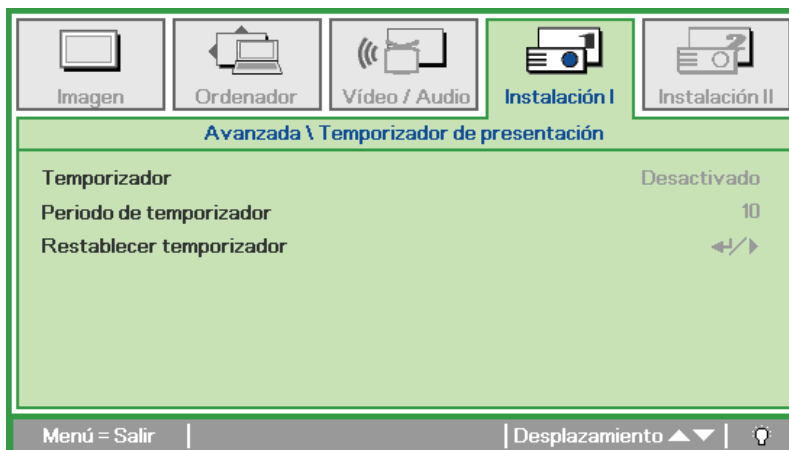 Imagen Ordenador Vídeo / Audio Instalación I Instalación II
Avanzada \ Temporizador de presentación
Temporizador Desactivado
Periodo de temporizador 10
Restablecer temporizador
Menú = Salir Desplazamiento